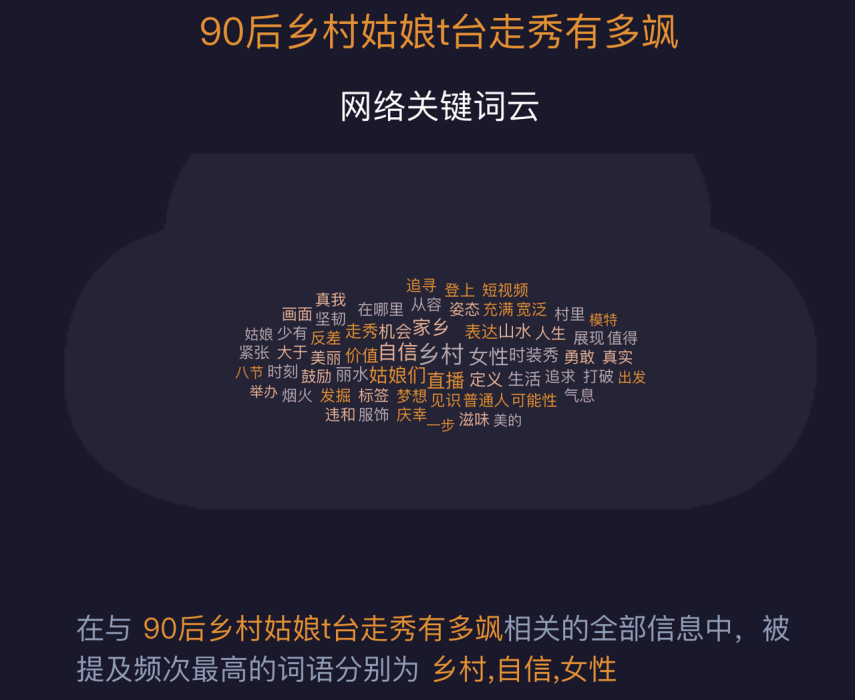 90后乡村姑娘t台走秀有多飒
网络关键词云
追寻 登上 短视频
真我 在哪里 从容 姿态 充满 宽泛
画面 坚韧 村里 模特
姑娘 少有 反差 走秀 机会 家乡 表达 山水 人生 展现 值得
紧张 大于 美丽 价值 自信 乡村 女性 时装秀 勇敢 真实
八节 时刻 鼓励 丽水 姑娘们 直播 定义 生活 追求 打破 出发
举办 烟火 发掘 标签 梦想 见识 普通人 可能性 气息
违和 服饰 庆幸 一步 滋味 美的
在与 90后乡村姑娘t台走秀有多飒相关的全部信息中，被
提及频次最高的词语分别为 乡村,自信,女性